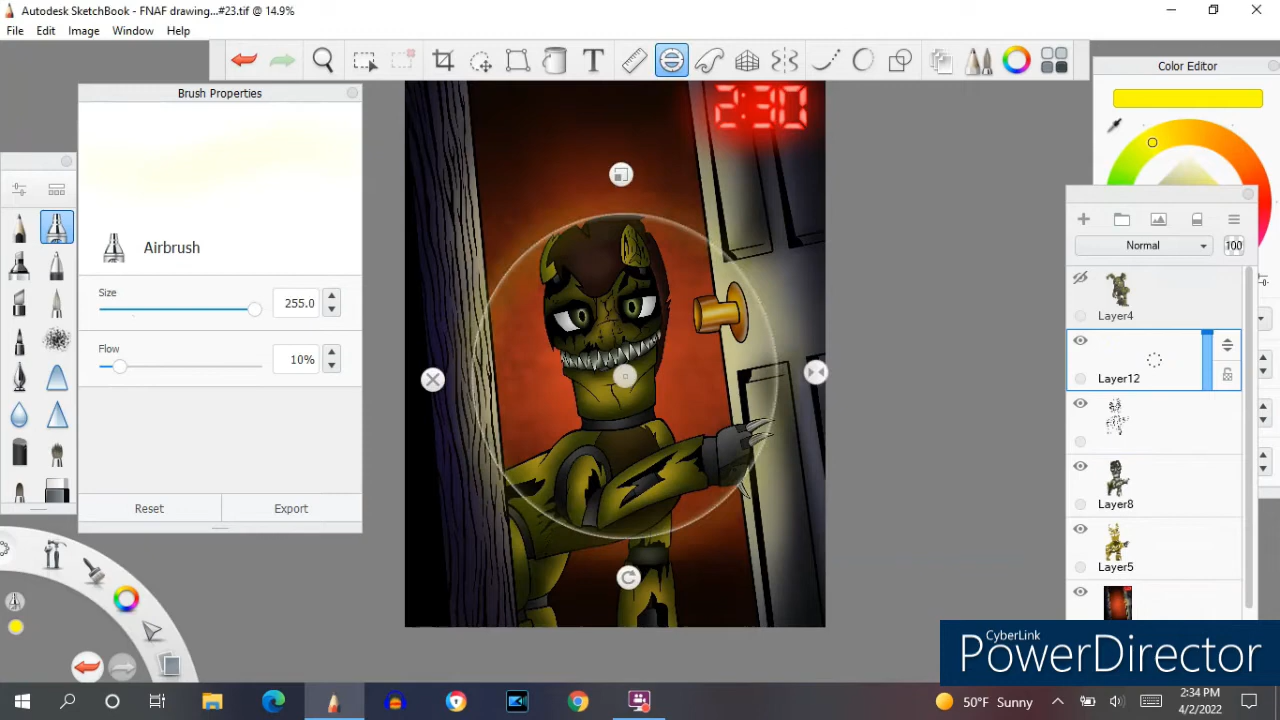 Autodesk SketchBook - FNAF drawing...#23.tif @ 14.9%
File Edit Image Window Help
T
Brush Properties
Color Editor
2:30
Airbrush
Size
255.0
Flow
10%
Reset Export
Normal 100
Layer4
Layer12
Layer8
Layer5
CyberLink
PowerDirector
50°F Sunny
2:34 PM
4/2/2022